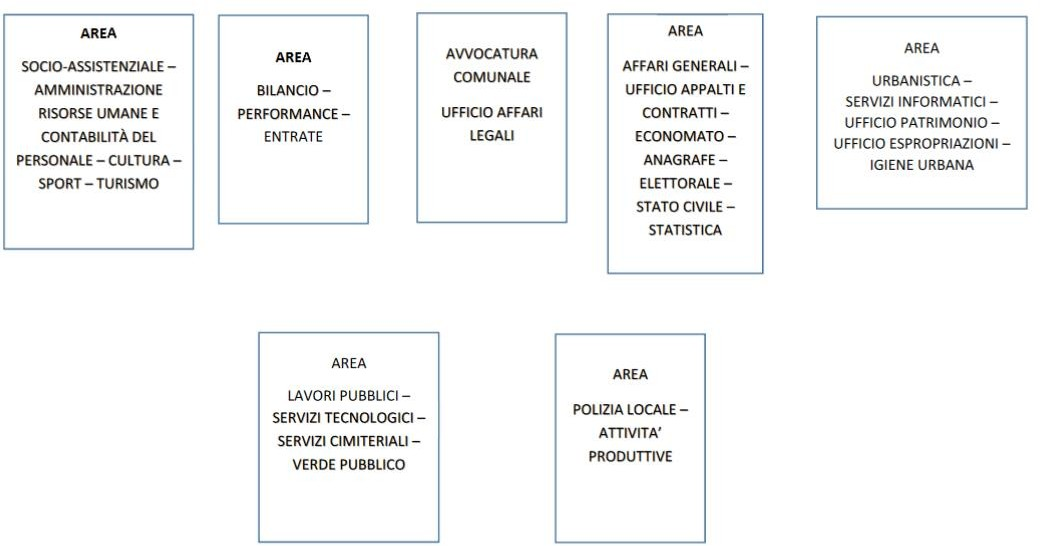 AREA
SOCIO-ASSISTENZIALE –
AMMINISTRAZIONE
RISORSE UMANE E
CONTABILITÀ DEL
PERSONALE – CULTURA –
SPORT – TURISMO
AREA
BILANCIO –
PERFORMANCE –
ENTRATE
AVVOCATURA
COMUNALE
UFFICIO AFFARI
LEGALI
AREA
AFFARI GENERALI –
UFFICIO APPALTI E
CONTRATTI –
ECONOMATO –
ANAGRAFE –
ELETTORALE –
STATO CIVILE –
STATISTICA
AREA
URBANISTICA –
SERVIZI INFORMATICI –
UFFICIO PATRIMONIO –
UFFICIO ESPROPRIAZIONI –
IGIENE URBANA
AREA
LAVORI PUBBLICI –
SERVIZI TECNOLOGICI –
SERVIZI CIMITERIALI –
VERDE PUBBLICO
AREA
POLIZIA LOCALE –
ATTIVITA’
PRODUTTIVE